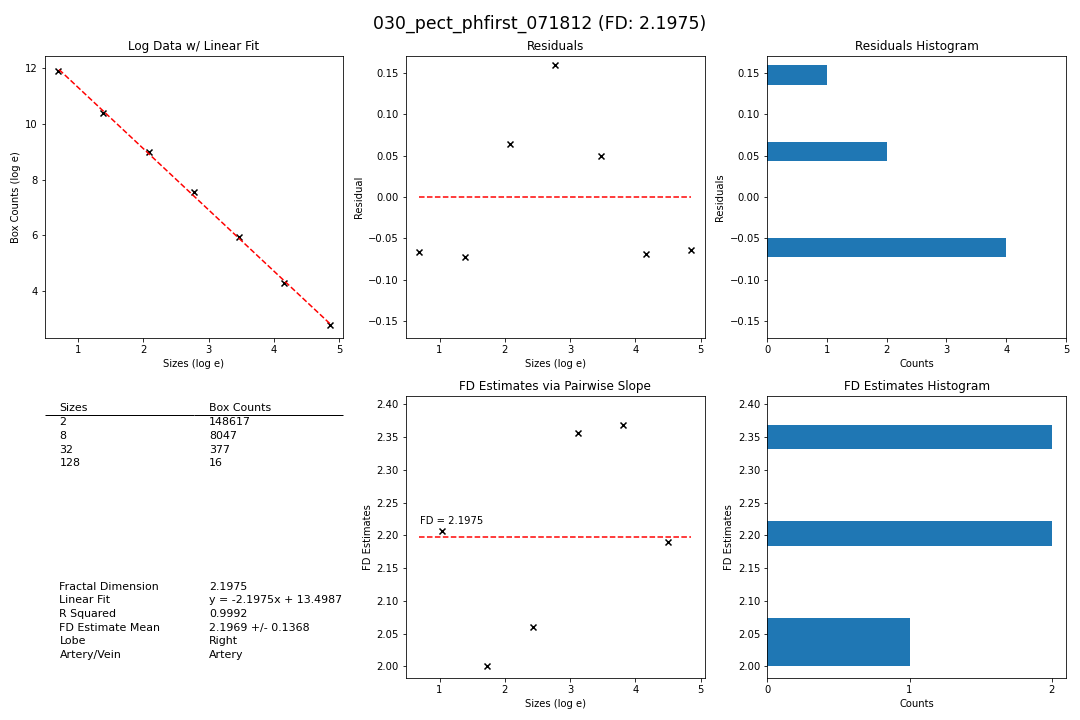 030_pect_phfirst_071812 (FD: 2.1975)
Log Data w/ Linear Fit
Box Counts (log e)
12
10
8
6
4
1 2 3 4 5
Sizes (log e)
Residuals
Residual
0.15
0.10
0.05
0.00
−0.05
−0.10
−0.15
1 2 3 4 5
Sizes (log e)
Residuals Histogram
Residuals
0.15
0.10
0.05
0.00
−0.05
−0.10
−0.15
0 1 2 3 4 5
Counts
Sizes Box Counts
2 148617
8 8047
32 377
128 16
Fractal Dimension 2.1975
Linear Fit y = -2.1975x + 13.4987
R Squared 0.9992
FD Estimate Mean 2.1969 +/- 0.1368
Lobe Right
Artery/Vein Artery
FD Estimates via Pairwise Slope
FD Estimates
2.40
2.35
2.30
2.25
2.20
2.15
2.10
2.05
2.00
FD = 2.1975
1 2 3 4 5
Sizes (log e)
FD Estimates Histogram
FD Estimates
2.40
2.35
2.30
2.25
2.20
2.15
2.10
2.05
2.00
0 1 2
Counts